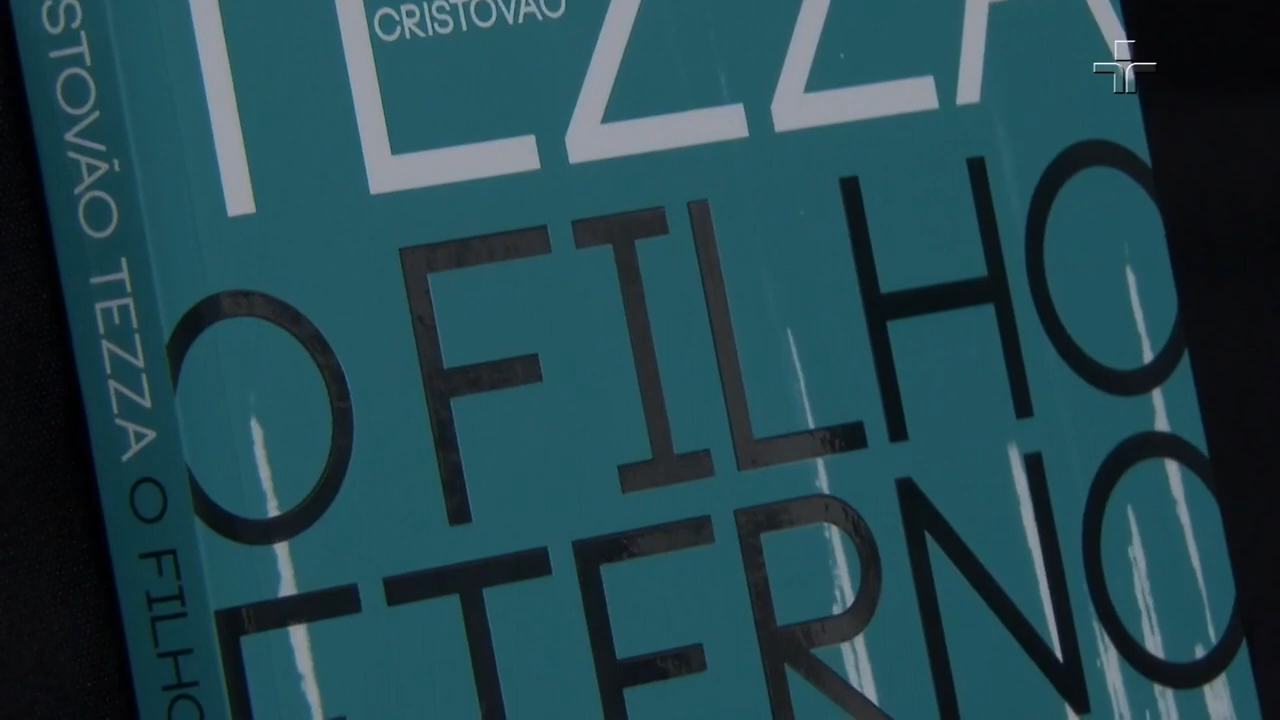 CRISTOVÃO
TEZZA
O FILHO
ETERNO
STOVÃO TEZZA O FILHO